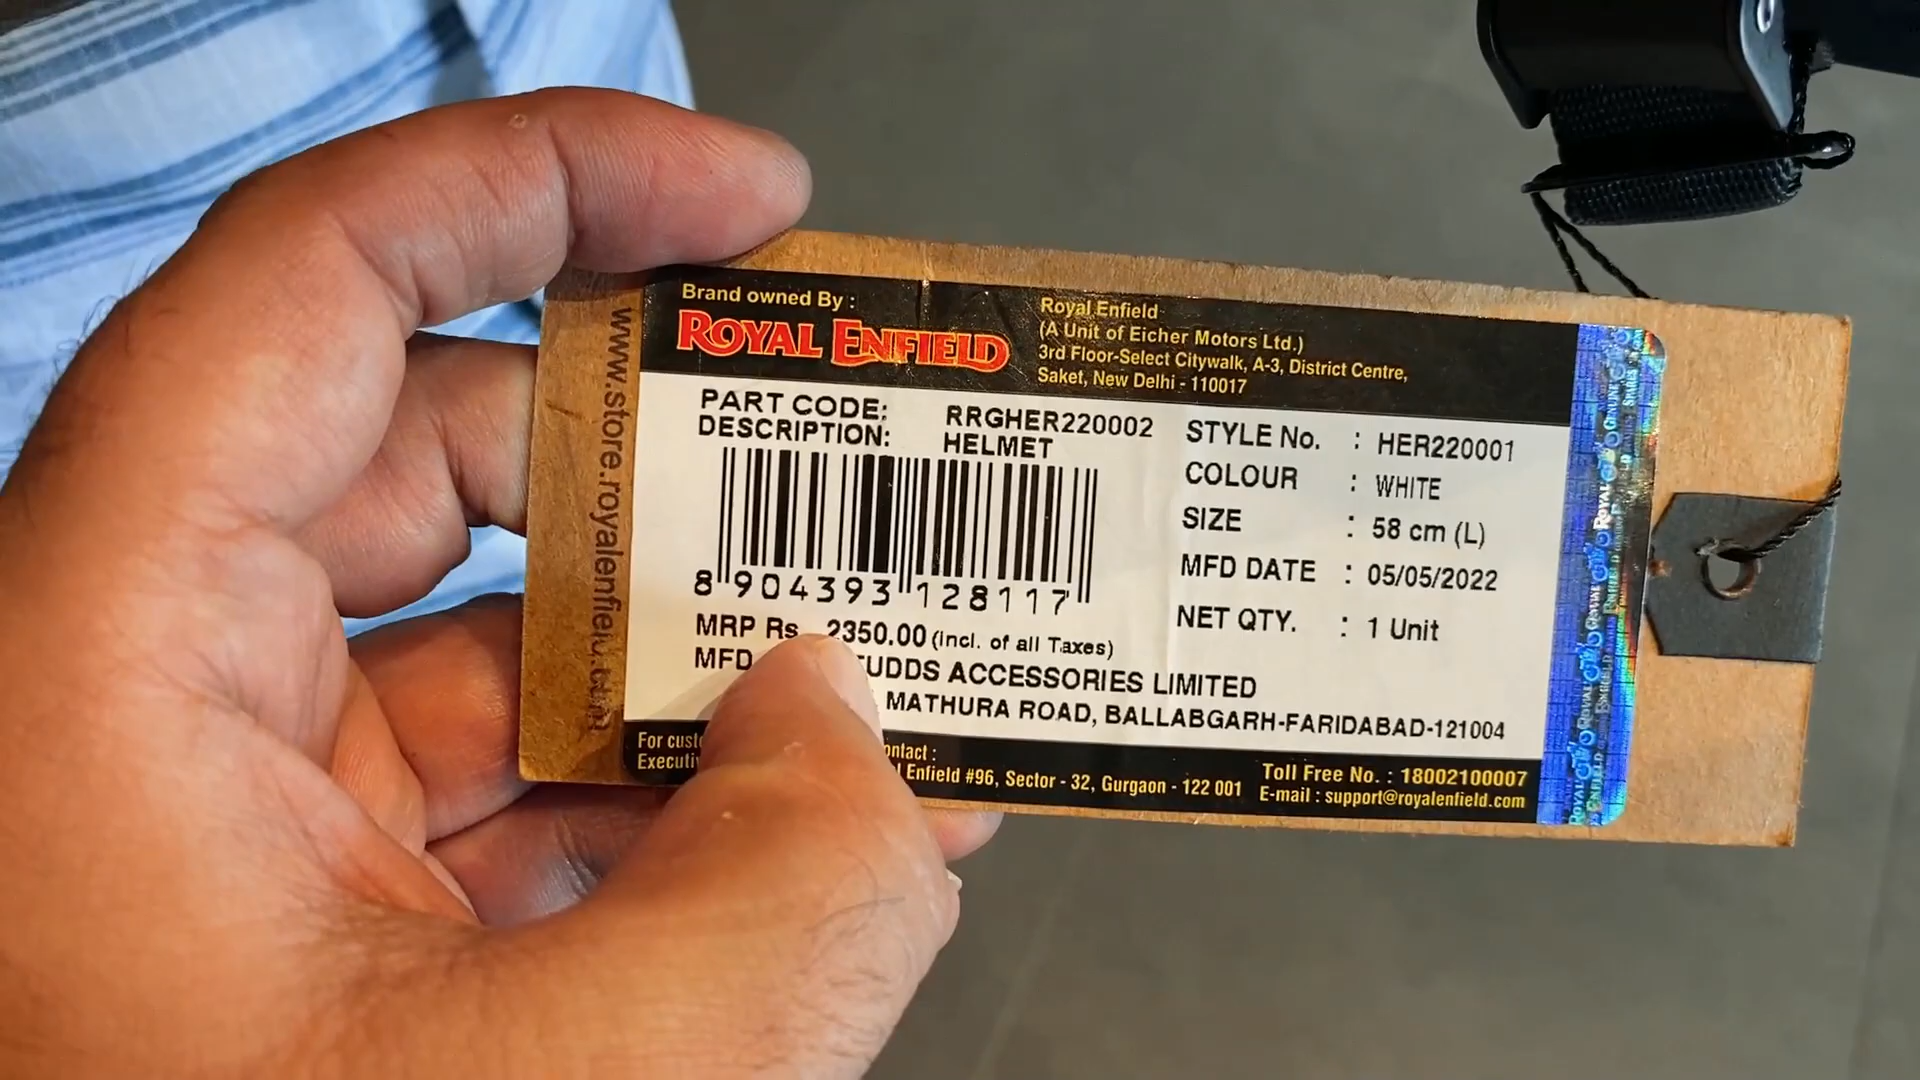 Brand owned By :
ROYAL ENFIELD
Royal Enfield
(A Unit of Eicher Motors Ltd.)
3rd Floor-Select Citywalk, A-3, District Centre,
Saket, New Delhi - 110017
www.store.royalenfield.com
PART CODE: RRGHER220002
DESCRIPTION: HELMET
8 904393 128117
MRP Rs 2350.00 (incl. of all Taxes)
MFD ACCESSORIES LIMITED
MATHURA ROAD, BALLABGARH-FARIDABAD-121004
STYLE No. : HER220001
COLOUR : WHITE
SIZE : 58 cm (L)
MFD DATE : 05/05/2022
NET QTY. : 1 Unit
For
Enfield #96, Sector - 32, Gurgaon - 122 001
Toll Free No. : 18002100007
E-mail : support@royalenfield.com